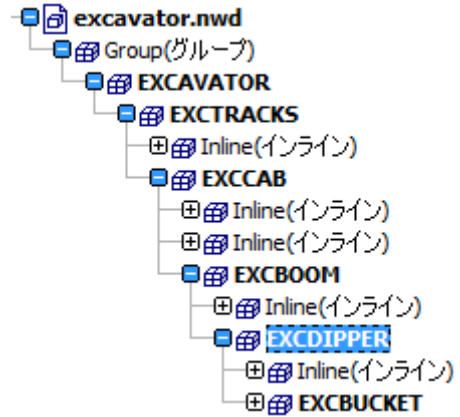 excavator.nwd
Group(グループ)
EXCAVATOR
EXCTRACKS
Inline(インライン)
EXCCAB
Inline(インライン)
Inline(インライン)
EXCBOOM
Inline(インライン)
EXCDIPPER
Inline(インライン)
EXCBUCKET